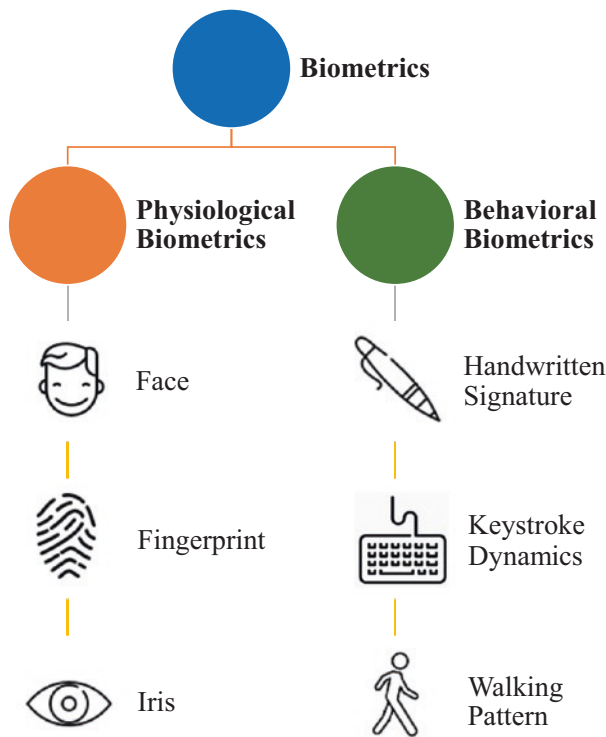 Biometrics
Physiological
Biometrics
Behavioral
Biometrics
Face
Handwritten
Signature
Fingerprint
Keystroke
Dynamics
Iris
Walking
Pattern